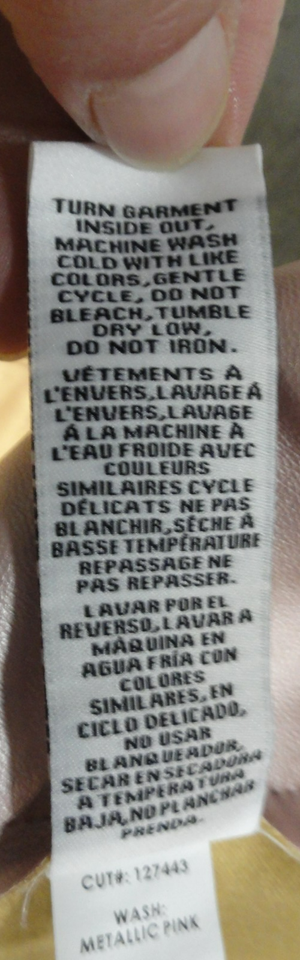 TURN GARMENT
INSIDE OUT,
MACHINE WASH
COLD WITH LIKE
COLORS, GENTLE
CYCLE, DO NOT
BLEACH, TUMBLE
DRY LOW,
DO NOT IRON.
VÉTEMENTS À
L'ENVERS, LAVAGE Á
L'ENVERS, LAVAGE
Á LA MACHINE À
L'EAU FROIDE AVEC
COULEURS
SIMILAIRES CYCLE
DÉLICATS NE PAS
BLANCHIR, SÉCHE À
BASSE TEMPÉRATURE
REPASSAGE NE
PAS REPASSER.
LAVAR POR EL
REVERSO, LAVAR A
MÁQUINA EN
AGUA FRÍA CON
COLORES
SIMILARES, EN
CICLO DELICADO,
NO USAR
BLANQUEADOR,
SECAR EN SECADORA
A TEMPERATURA
BAJA, NO PLANCHAR
PRENDA.
CUT#: 127443
WASH:
METALLIC PINK